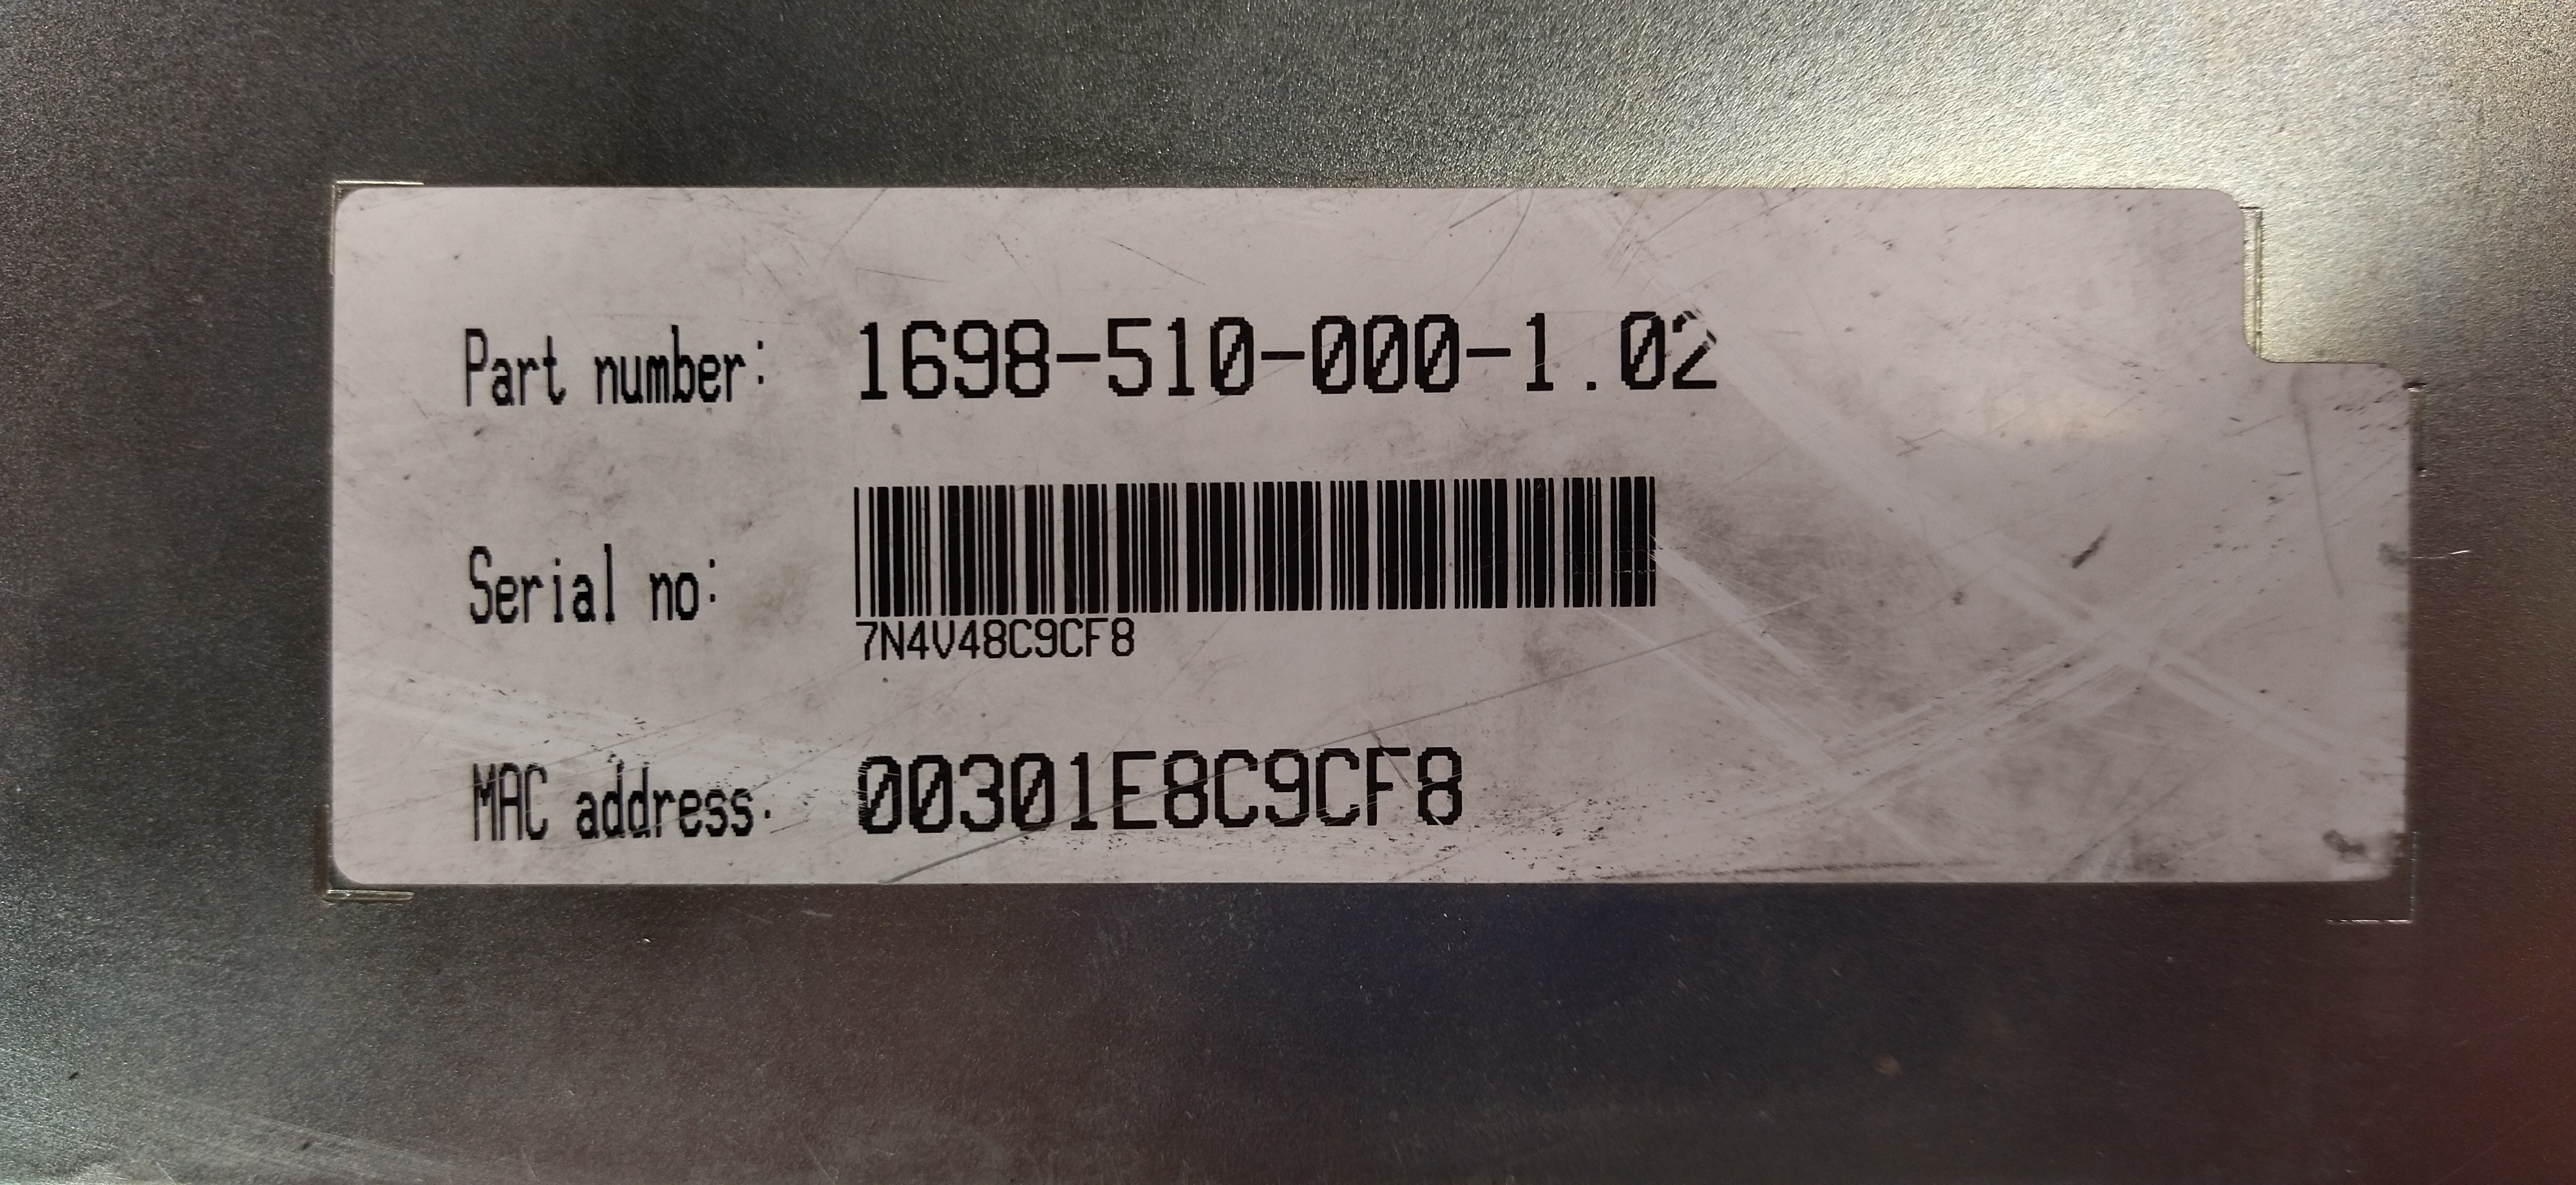 Part number: 1698-510-000-1.02
Serial no:
7N4V48C9CF8
MAC address: 00301E8C9CF8